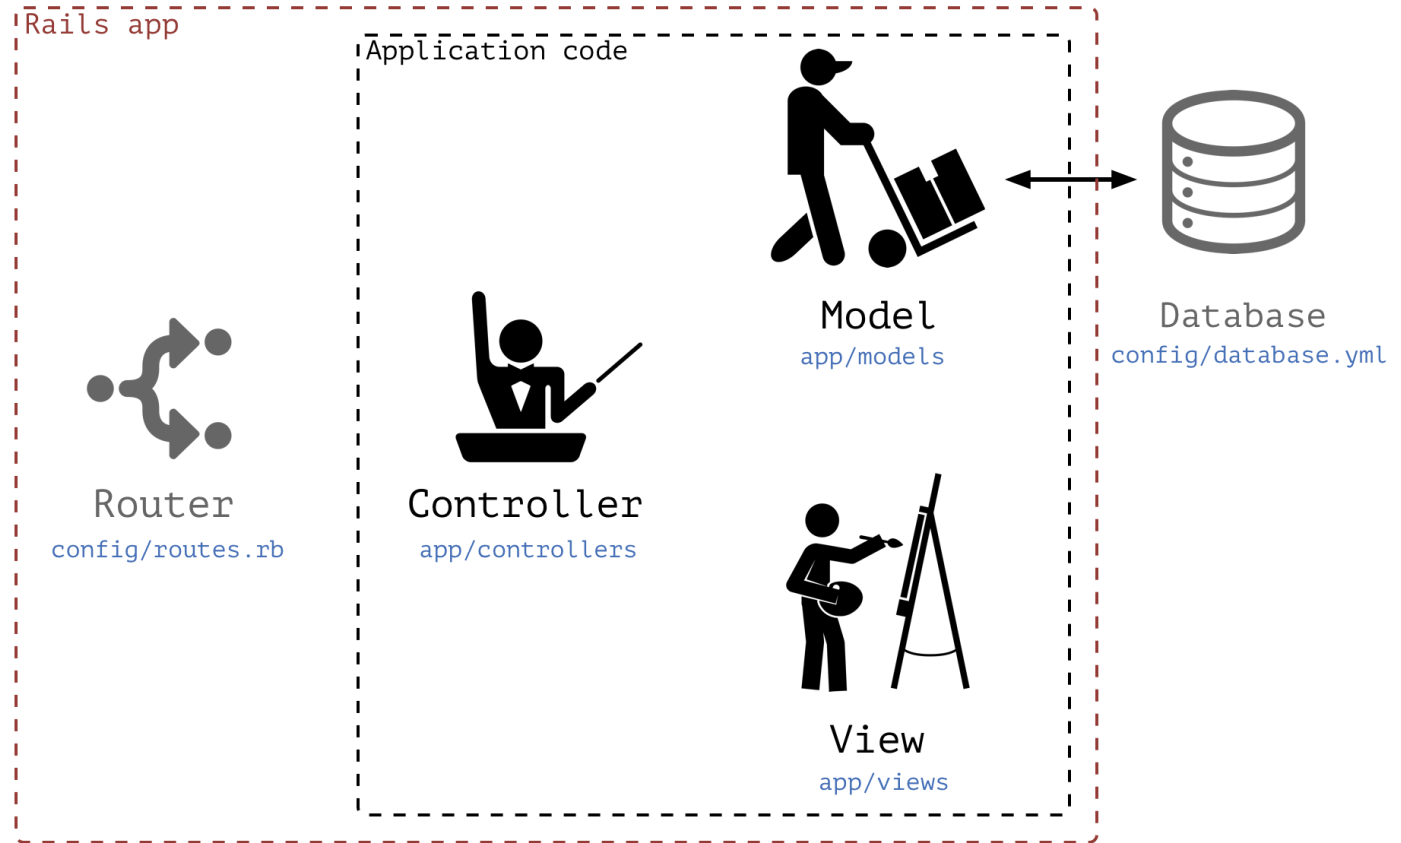 Rails app
Application code
Model
app/models
Database
config/database.yml
Router
config/routes.rb
Controller
app/controllers
View
app/views